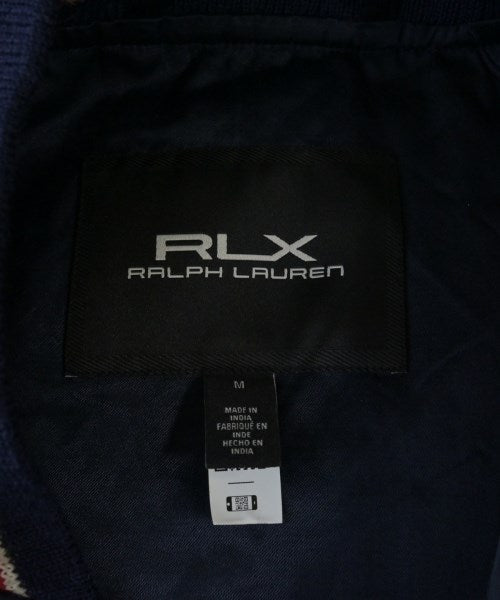 RLX
RALPH LAUREN
M
MADE IN
INDIA
FABRIQUÉ EN
INDE
HECHO EN
INDIA